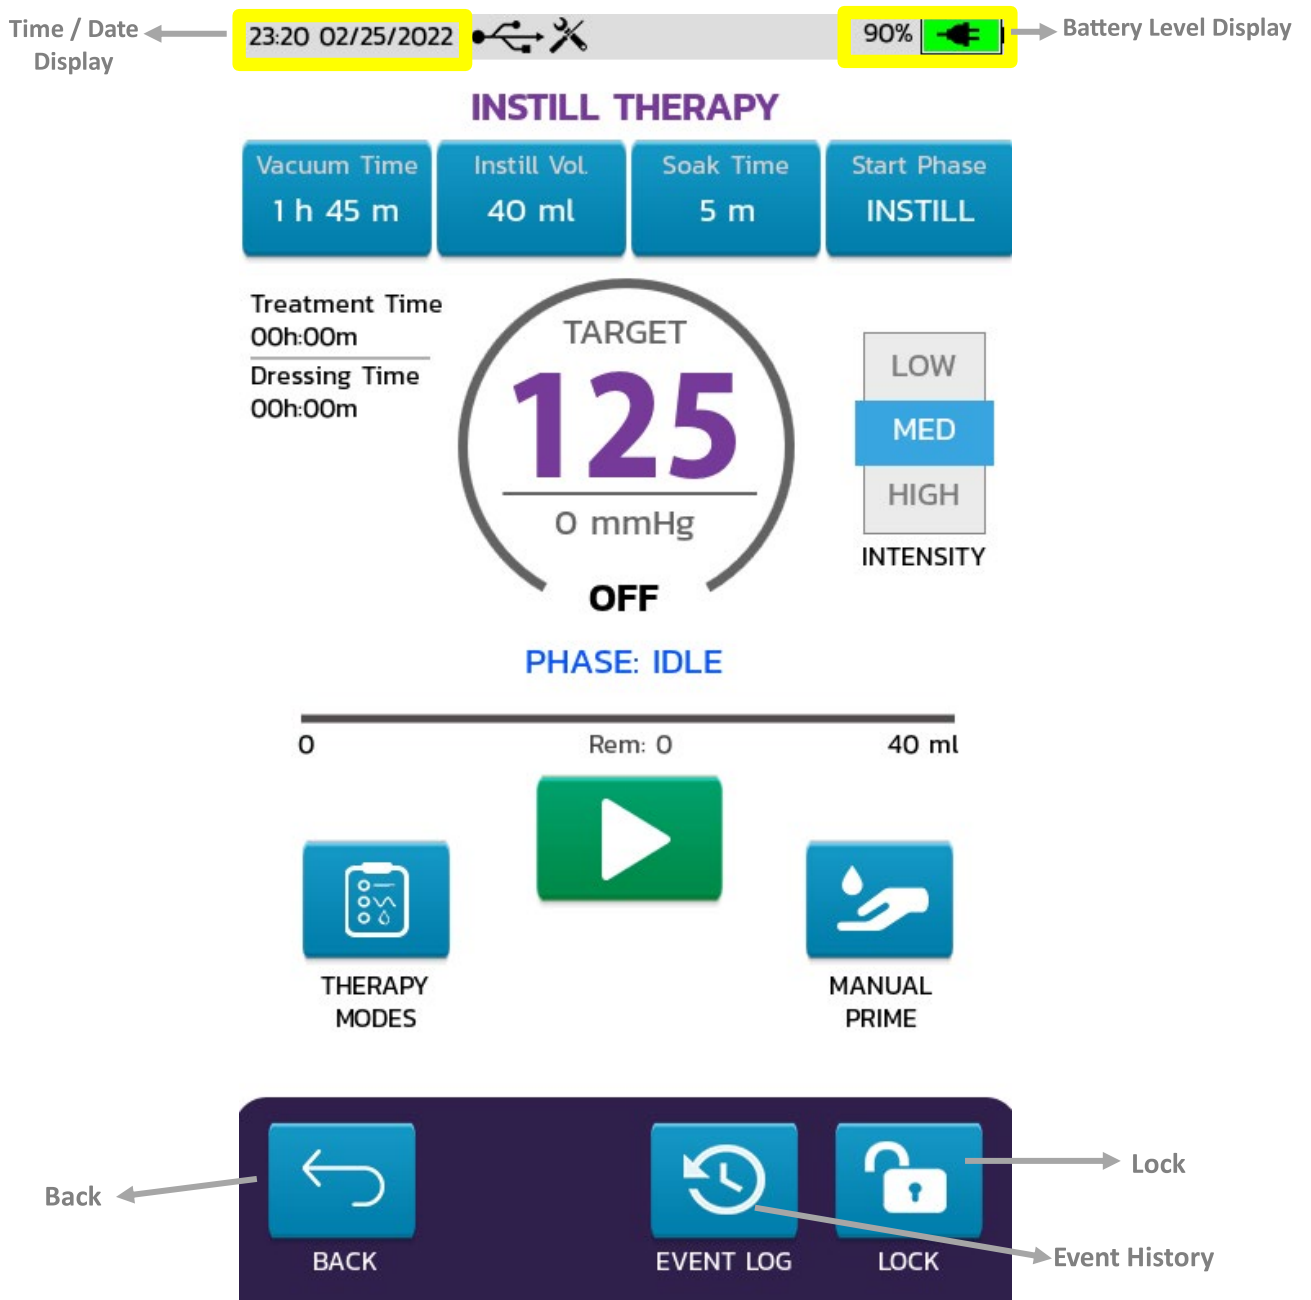 Time / Date
Display
23:20 02/25/2022
90%
Battery Level Display
INSTILL THERAPY
Vacuum Time
1 h 45 m
Instill Vol.
40 ml
Soak Time
5 m
Start Phase
INSTILL
Treatment Time
00h:00m
Dressing Time
00h:00m
TARGET
125
0 mmHg
OFF
LOW
MED
HIGH
INTENSITY
PHASE: IDLE
0
Rem: 0
40 ml
THERAPY
MODES
MANUAL
PRIME
Back
BACK
EVENT LOG
LOCK
Lock
Event History